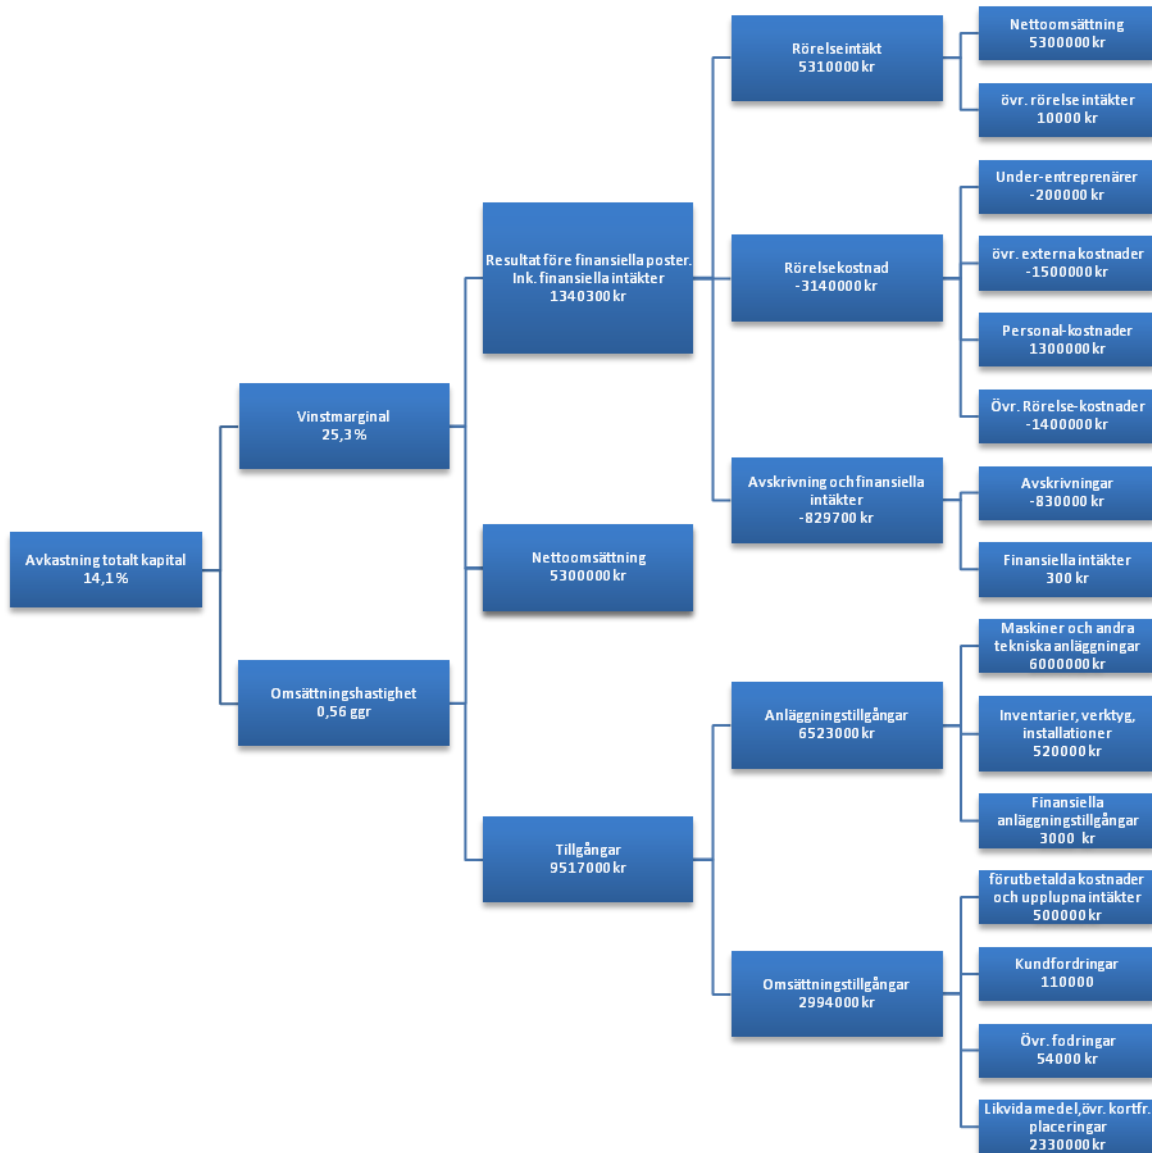 Avkastning totalt kapital
14,1%
Vinstmarginal
25,3%
Omsättningshastighet
0,56 ggr
Resultat före finansiella poster.
Ink. finansiella intäkter
1340300 kr
Nettoomsättning
5300000 kr
Tillgångar
9517000 kr
Rörelseintäkt
5310000 kr
Rörelsekostnad
-3140000 kr
Avskrivning och finansiella
intäkter
-829700 kr
Anläggningstillgångar
6523000 kr
Omsättningstillgångar
2994000 kr
Nettoomsättning
5300000 kr
övr. rörelse intäkter
10000 kr
Under-entreprenärer
-200000 kr
övr. externa kostnader
-1500000 kr
Personal-kostnader
1300000 kr
Övr. Rörelse-kostnader
-1400000 kr
Avskrivningar
-830000 kr
Finansiella intäkter
300 kr
Maskiner och andra
tekniska anläggningar
6000000 kr
Inventarier, verktyg,
installationer
520000 kr
Finansiella
anläggningstillgångar
3000 kr
förutbetalda kostnader
och upplupna intäkter
500000 kr
Kundfordringar
110000
Övr. fodringar
54000 kr
Likvida medel,övr. kortfr.
placeringar
2330000 kr